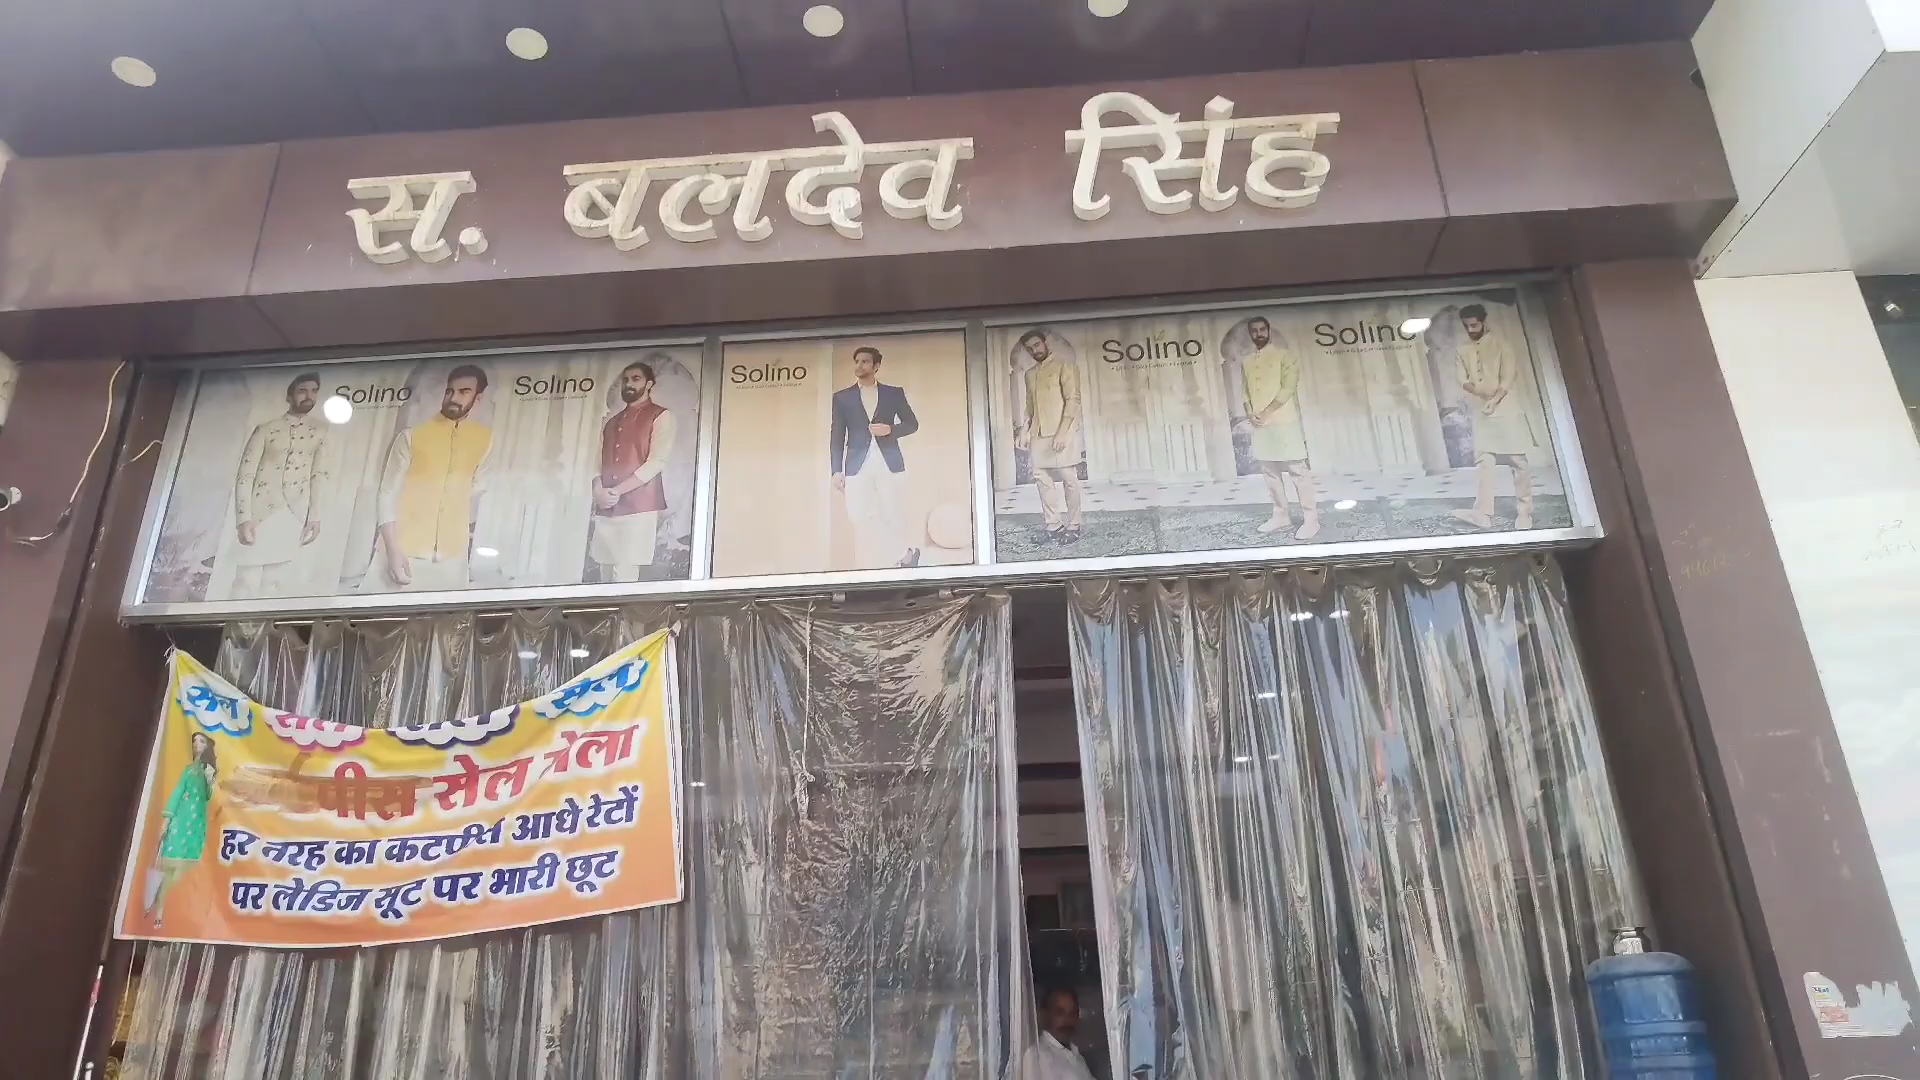 स. बलदेव सिंह
Solino
Solino
Solino
Solino
Solino
सेल सेल सेल सेल
पीस सेल मेला
हर तरह का कटपीस आधे रेटों
पर लेडिज सूट पर भारी छूट